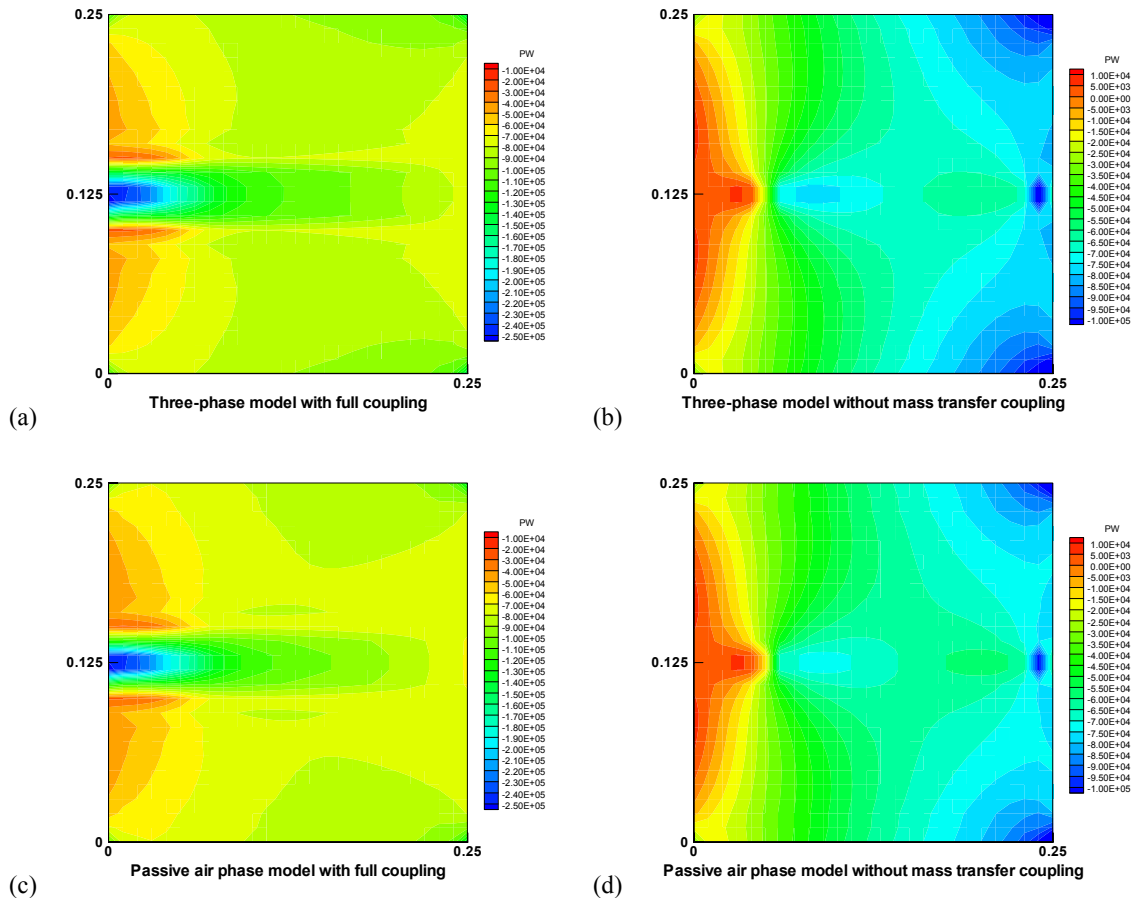 0.25
0.125
0
0
0.25
PW
-1.00E+04
-2.00E+04
-3.00E+04
-4.00E+04
-5.00E+04
-6.00E+04
-7.00E+04
-8.00E+04
-9.00E+04
-1.00E+05
-1.10E+05
-1.20E+05
-1.30E+05
-1.40E+05
-1.50E+05
-1.60E+05
-1.70E+05
-1.80E+05
-1.90E+05
-2.00E+05
-2.10E+05
-2.20E+05
-2.30E+05
-2.40E+05
-2.50E+05
(a)
Three-phase model with full coupling
0.25
0.125
0
0
0.25
PW
1.00E+04
5.00E+03
0.00E+00
-5.00E+03
-1.00E+04
-1.50E+04
-2.00E+04
-2.50E+04
-3.00E+04
-3.50E+04
-4.00E+04
-4.50E+04
-5.00E+04
-5.50E+04
-6.00E+04
-6.50E+04
-7.00E+04
-7.50E+04
-8.00E+04
-8.50E+04
-9.00E+04
-9.50E+04
-1.00E+05
(b)
Three-phase model without mass transfer coupling
0.25
0.125
0
0
0.25
PW
-1.00E+04
-2.00E+04
-3.00E+04
-4.00E+04
-5.00E+04
-6.00E+04
-7.00E+04
-8.00E+04
-9.00E+04
-1.00E+05
-1.10E+05
-1.20E+05
-1.30E+05
-1.40E+05
-1.50E+05
-1.60E+05
-1.70E+05
-1.80E+05
-1.90E+05
-2.00E+05
-2.10E+05
-2.20E+05
-2.30E+05
-2.40E+05
-2.50E+05
(c)
Passive air phase model with full coupling
0.25
0.125
0
0
0.25
PW
1.00E+04
5.00E+03
0.00E+00
-5.00E+03
-1.00E+04
-1.50E+04
-2.00E+04
-2.50E+04
-3.00E+04
-3.50E+04
-4.00E+04
-4.50E+04
-5.00E+04
-5.50E+04
-6.00E+04
-6.50E+04
-7.00E+04
-7.50E+04
-8.00E+04
-8.50E+04
-9.00E+04
-9.50E+04
-1.00E+05
(d)
Passive air phase model without mass transfer coupling